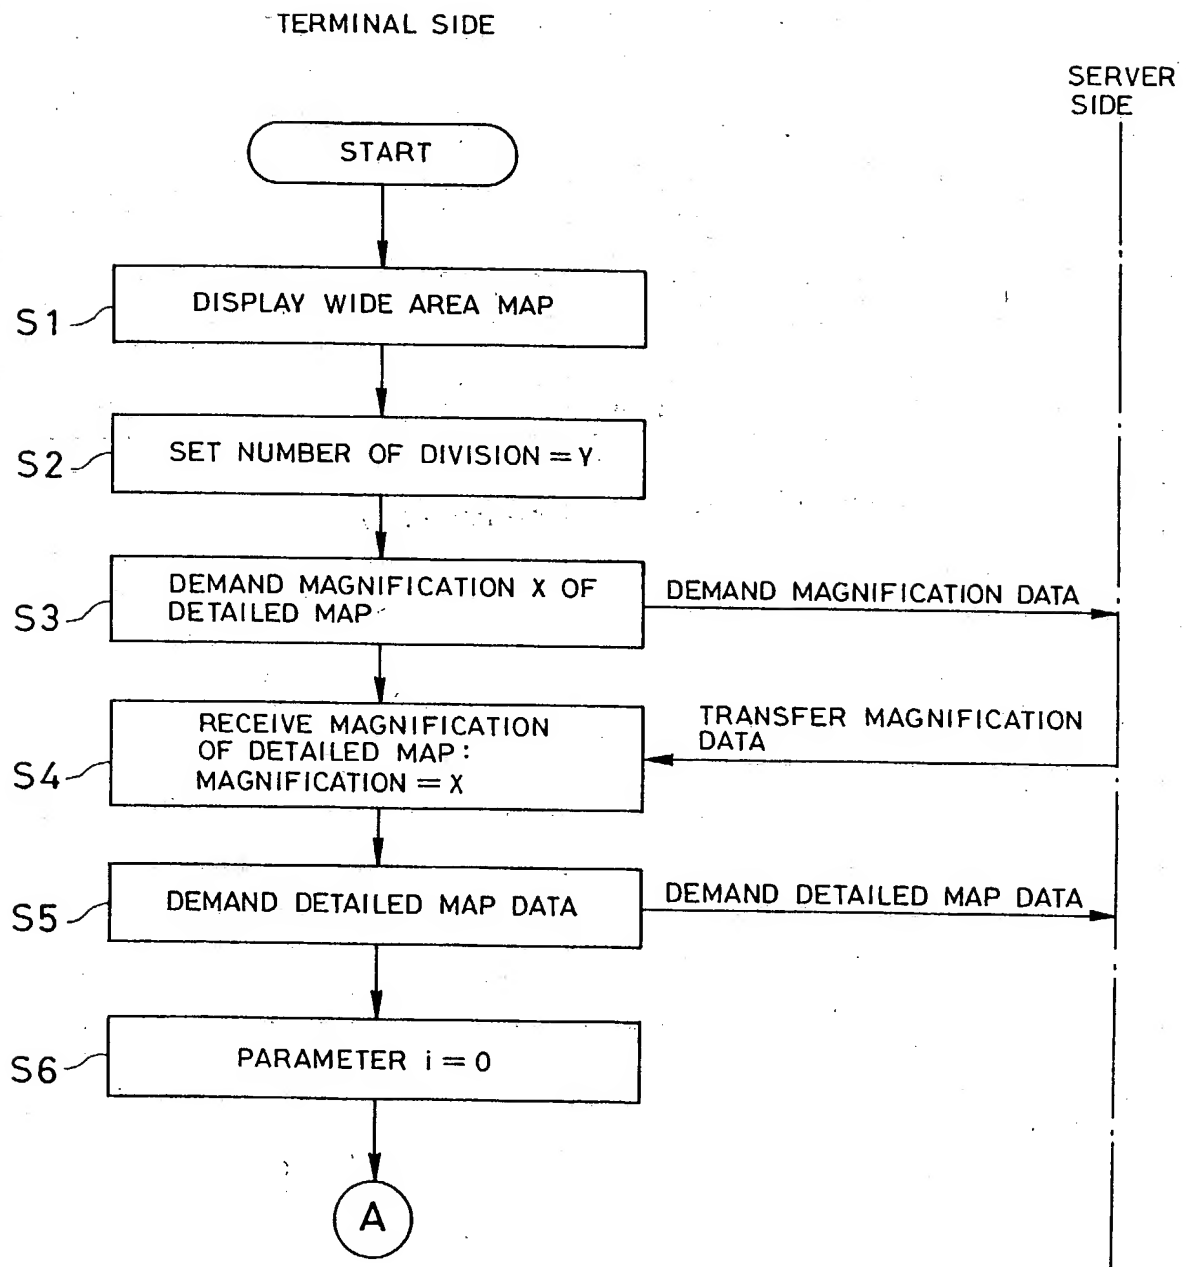 TERMINAL SIDE
SERVER
SIDE
START
S1
DISPLAY WIDE AREA MAP
S2
SET NUMBER OF DIVISION = Y
S3
DEMAND MAGNIFICATION X OF
DETAILED MAP
DEMAND MAGNIFICATION DATA
S4
RECEIVE MAGNIFICATION
OF DETAILED MAP:
MAGNIFICATION = X
TRANSFER MAGNIFICATION
DATA
S5
DEMAND DETAILED MAP DATA
DEMAND DETAILED MAP DATA
S6
PARAMETER i = 0
A